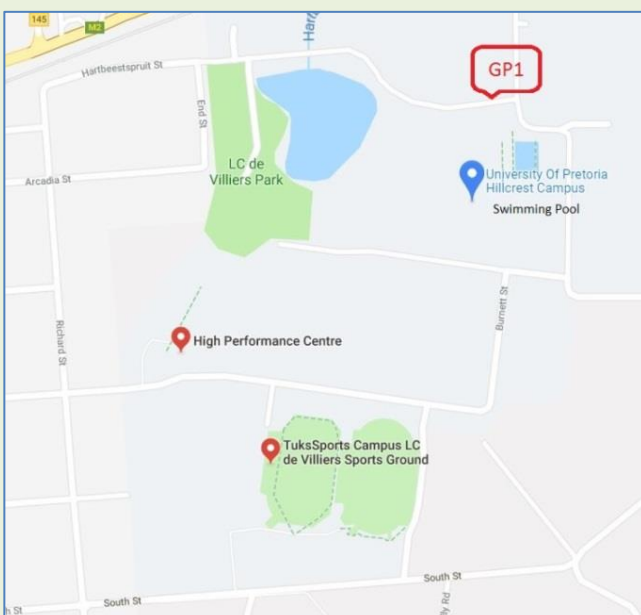 145
M2
Hartbeestspruit St
GP1
End St
LC de
Villiers Park
Arcadia St
University Of Pretoria
Hillcrest Campus
Swimming Pool
Burnett St
Richard St
High Performance Centre
TuksSports Campus LC
de Villiers Sports Ground
South St
South St